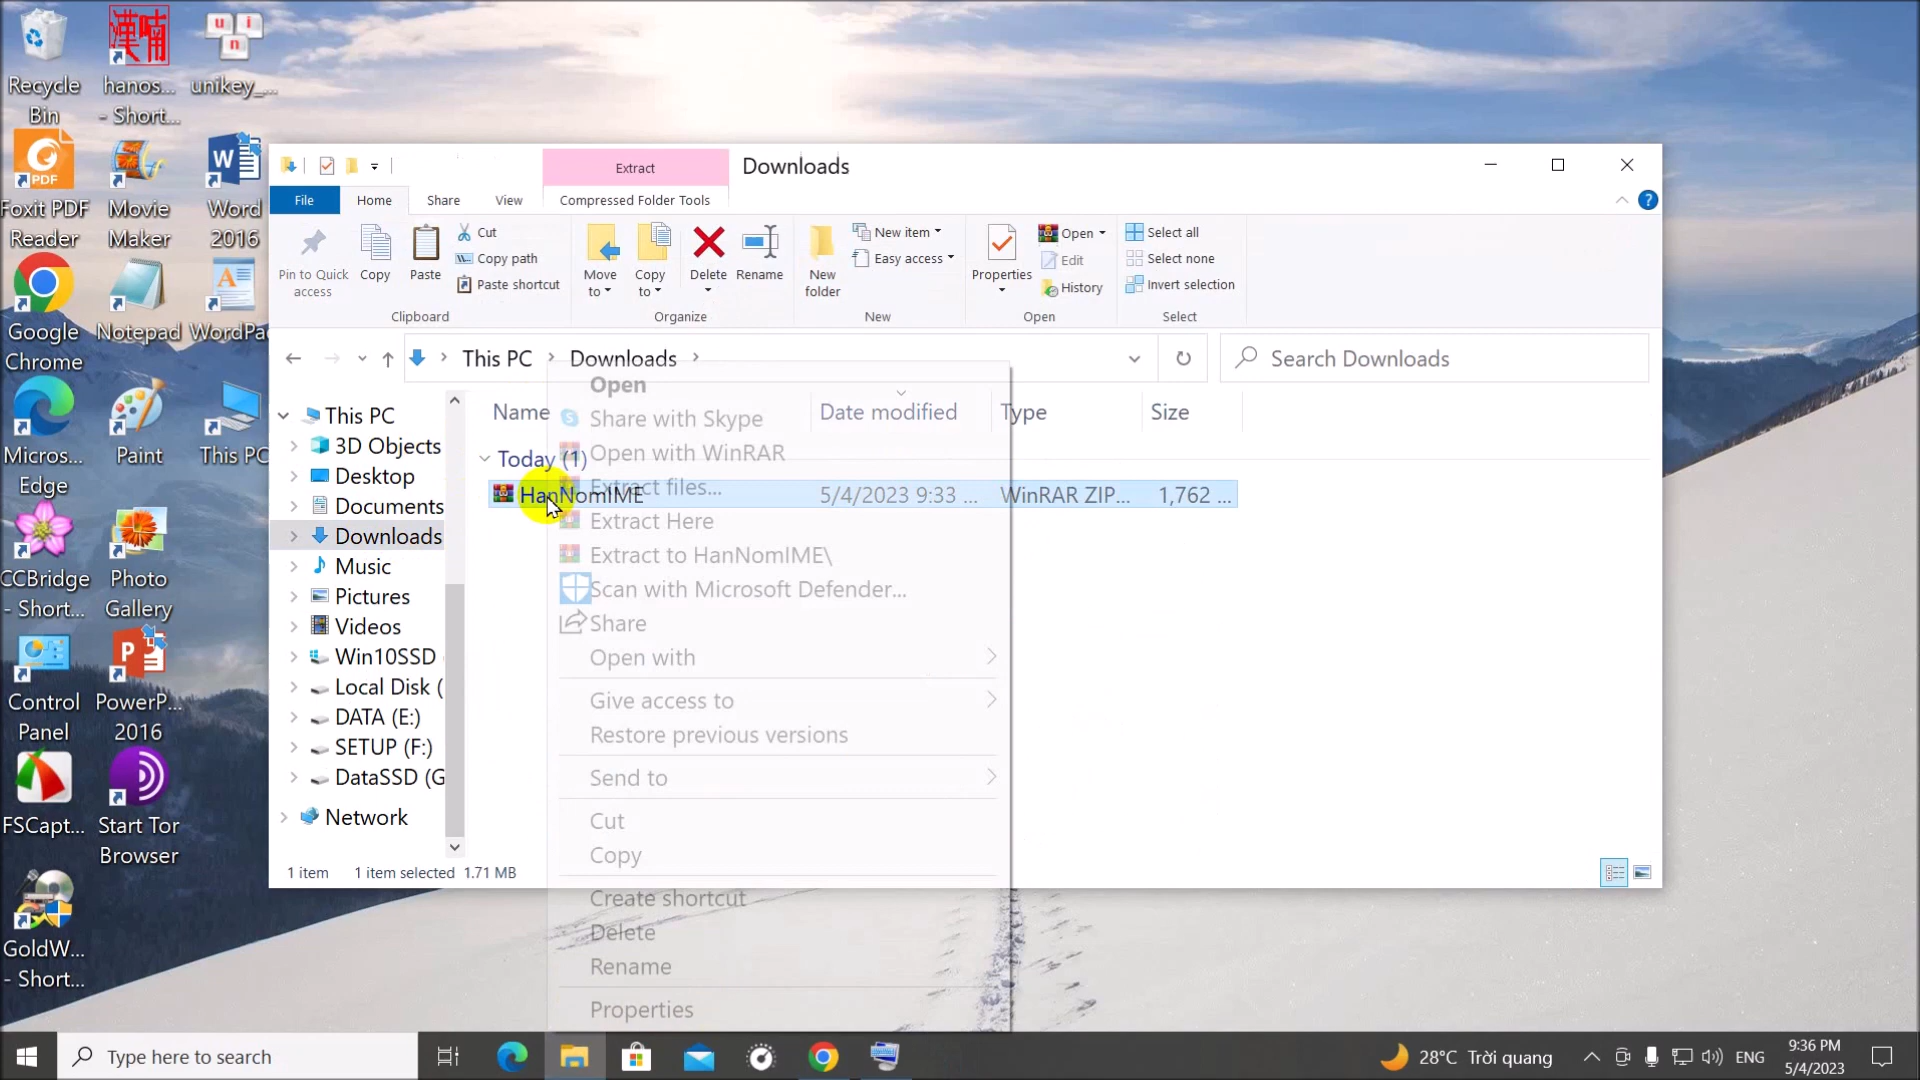 Recycle
Bin
漢喃
hanos...
- Short...
u i
n
unikey_...
PDF
Foxit PDF
Reader
Movie
Maker
Word
2016
Google
Chrome
Notepad
WordPad
Micros...
Edge
Paint
This PC
CCBridge
- Short...
Photo
Gallery
Control
Panel
PowerP...
2016
FSCapt...
Start Tor
Browser
GoldW...
- Short...
Extract
Downloads
File
Home
Share
View
Compressed Folder Tools
Pin to Quick
access
Copy
Paste
Cut
Copy path
Paste shortcut
Clipboard
Move
to
Copy
to
Delete
Rename
Organize
New
folder
New item
Easy access
New
Properties
Open
Edit
History
Open
Select all
Select none
Invert selection
Select
This PC
Downloads
Search Downloads
This PC
3D Objects
Desktop
Documents
Downloads
Music
Pictures
Videos
Win10SSD
Local Disk (
DATA (E:)
SETUP (F:)
DataSSD (G
Network
Name
Date modified
Type
Size
Today (1)
HanNomIME
5/4/2023 9:33 ...
WinRAR ZIP...
1,762 ...
Open
Share with Skype
Open with WinRAR
Extract files...
Extract Here
Extract to HanNomIME\
Scan with Microsoft Defender...
Share
Open with
Give access to
Restore previous versions
Send to
Cut
Copy
Create shortcut
Delete
Rename
Properties
1 item
1 item selected 1.71 MB
Type here to search
28°C Trời quang
ENG
9:36 PM
5/4/2023